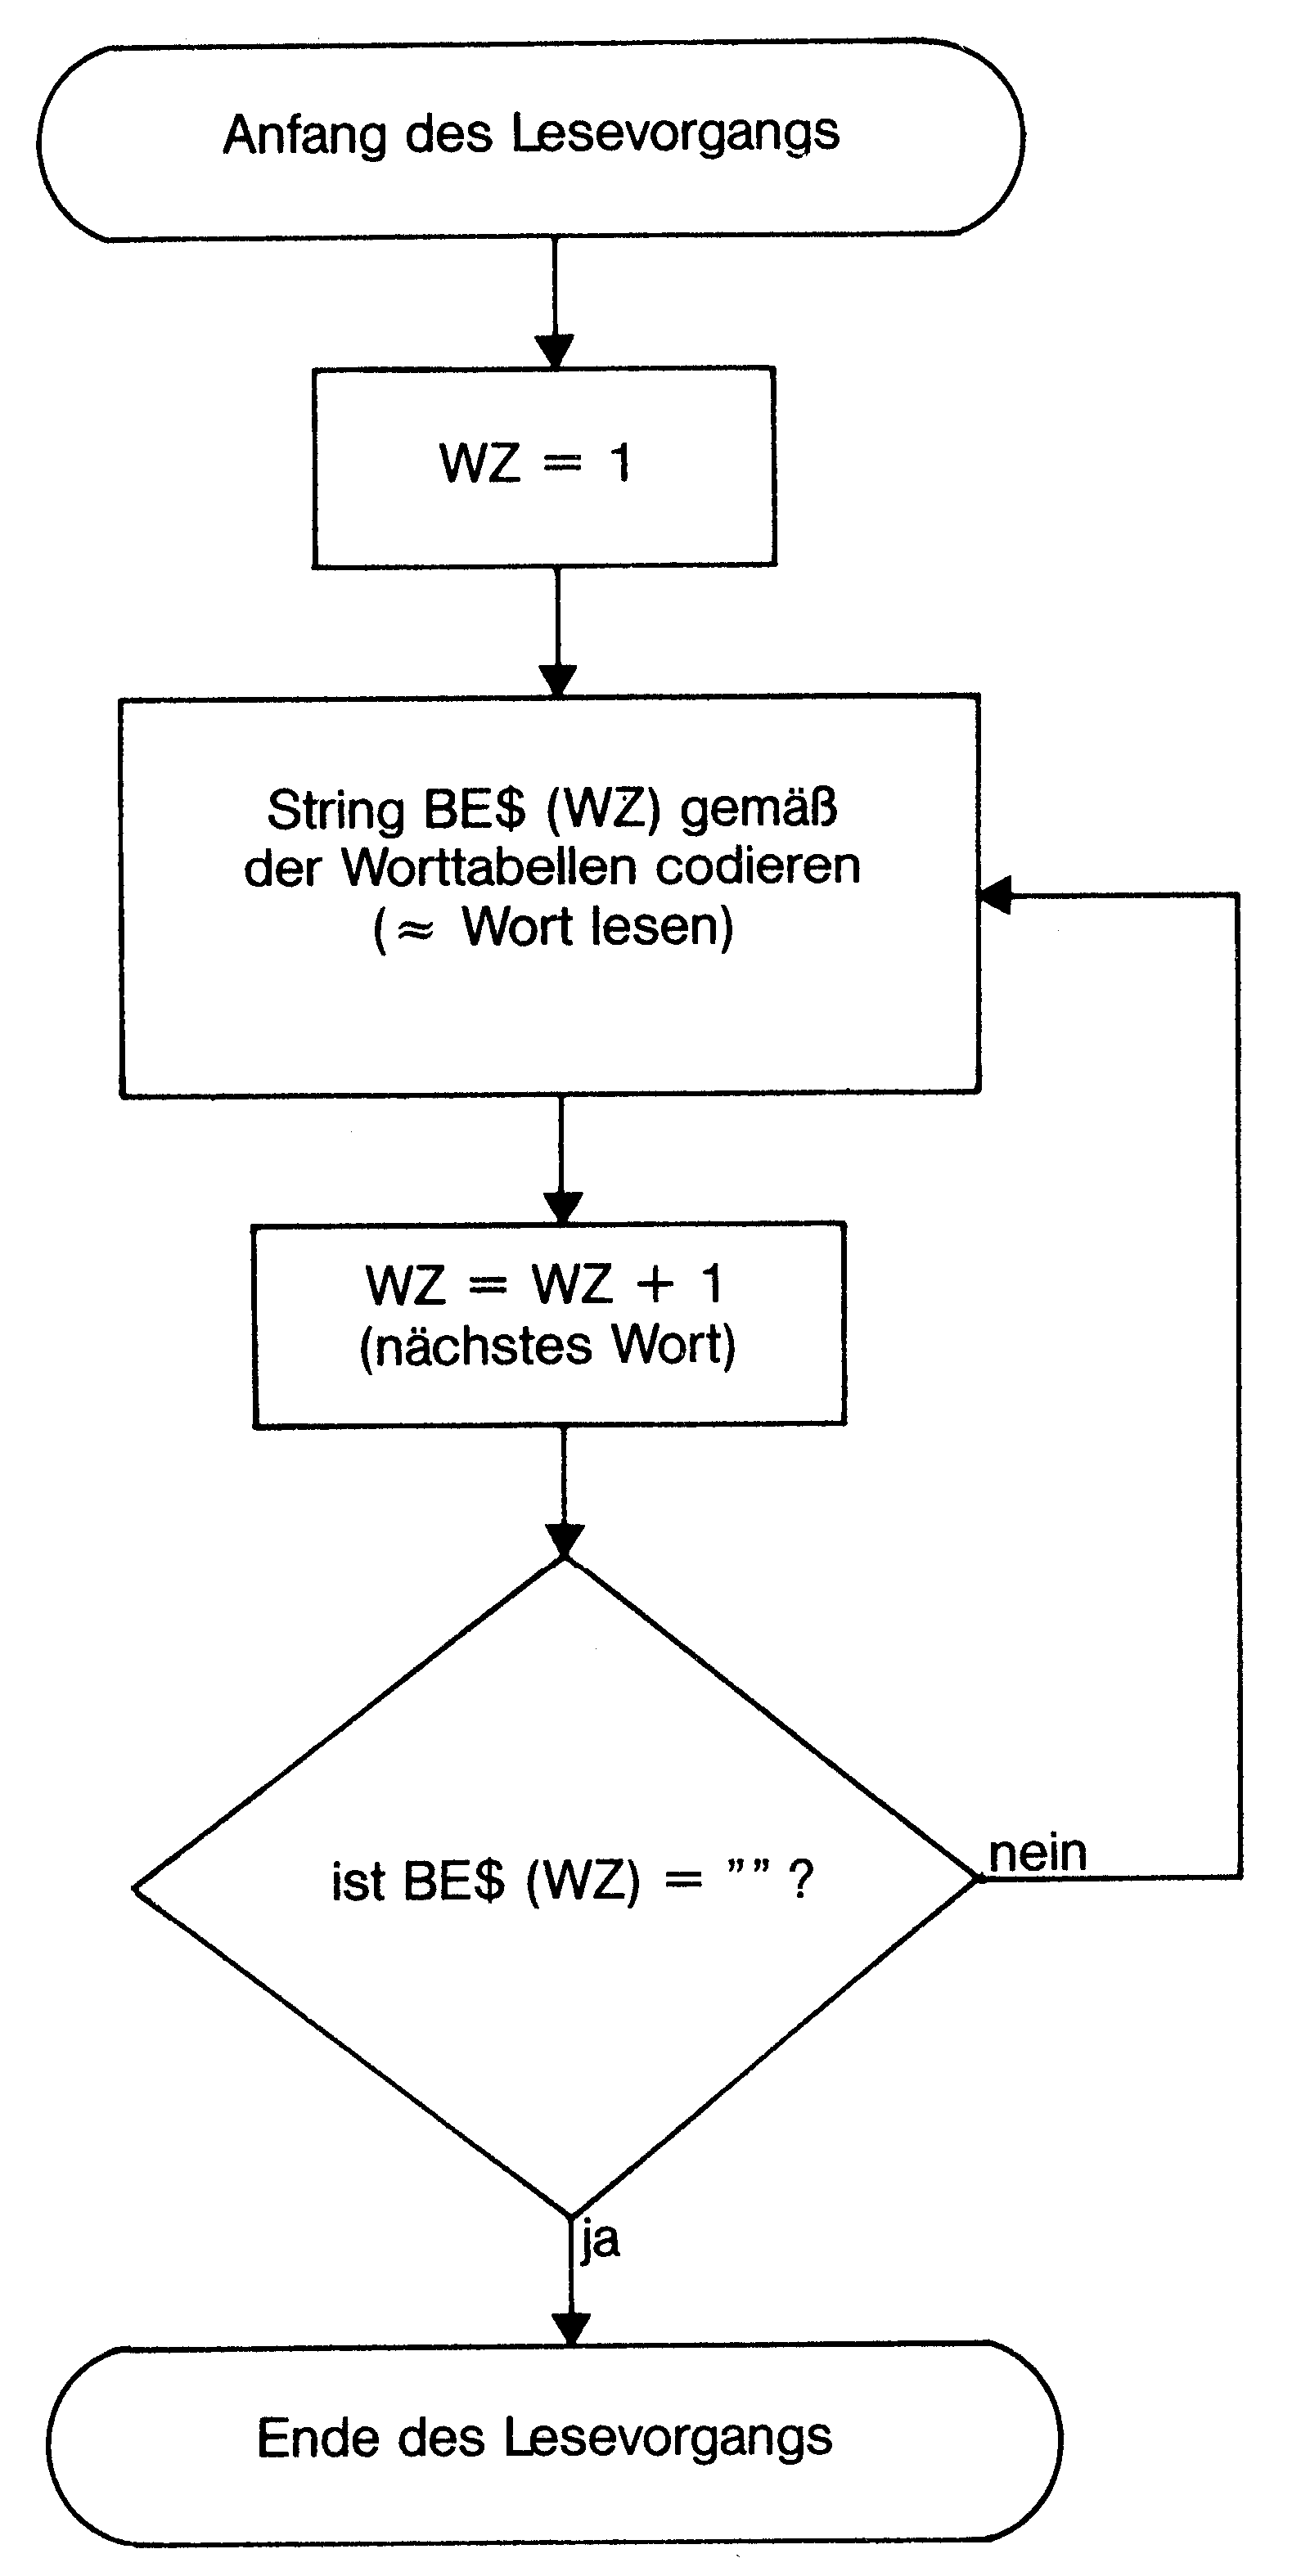 Anfang des Lesevorgangs
WZ = 1
String BE$ (WZ) gemäß
der Worttabellen codieren
(≈ Wort lesen)
WZ = WZ + 1
(nächstes Wort)
ist BE$ (WZ) = ”” ?
nein
ja
Ende des Lesevorgangs